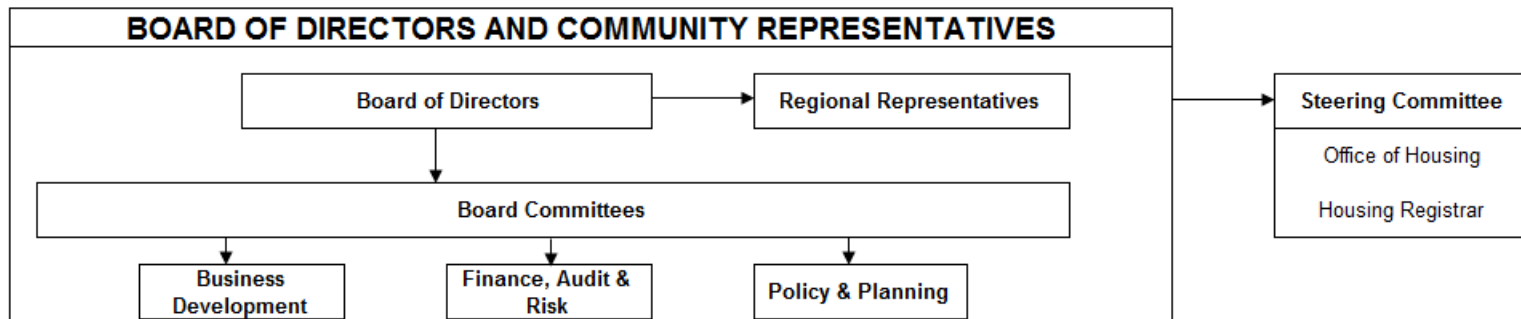 BOARD OF DIRECTORS AND COMMUNITY REPRESENTATIVES
Board of Directors
Regional Representatives
Steering Committee
Office of Housing
Housing Registrar
Board Committees
Business
Development
Finance, Audit &
Risk
Policy & Planning